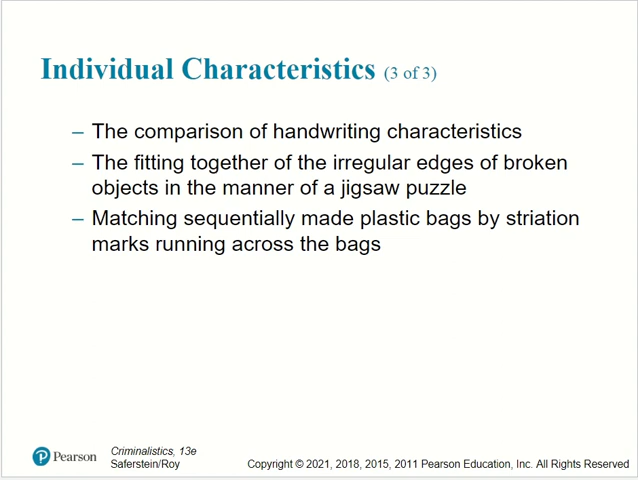 Individual Characteristics (3 of 3)
– The comparison of handwriting characteristics
– The fitting together of the irregular edges of broken
objects in the manner of a jigsaw puzzle
– Matching sequentially made plastic bags by striation
marks running across the bags
Pearson
Criminalistics, 13e
Saferstein/Roy
Copyright © 2021, 2018, 2015, 2011 Pearson Education, Inc. All Rights Reserved